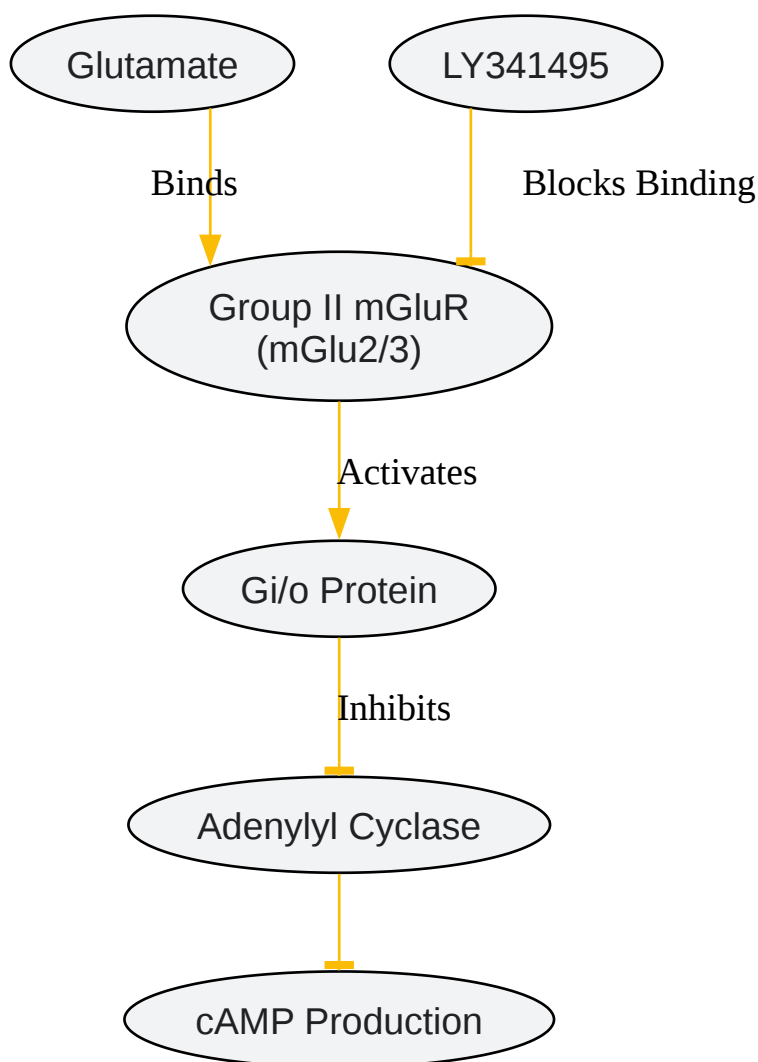 Glutamate
LY341495
Binds
Blocks Binding
Group II mGluR
(mGlu2/3)
Activates
Gi/o Protein
Inhibits
Adenylyl Cyclase
cAMP Production